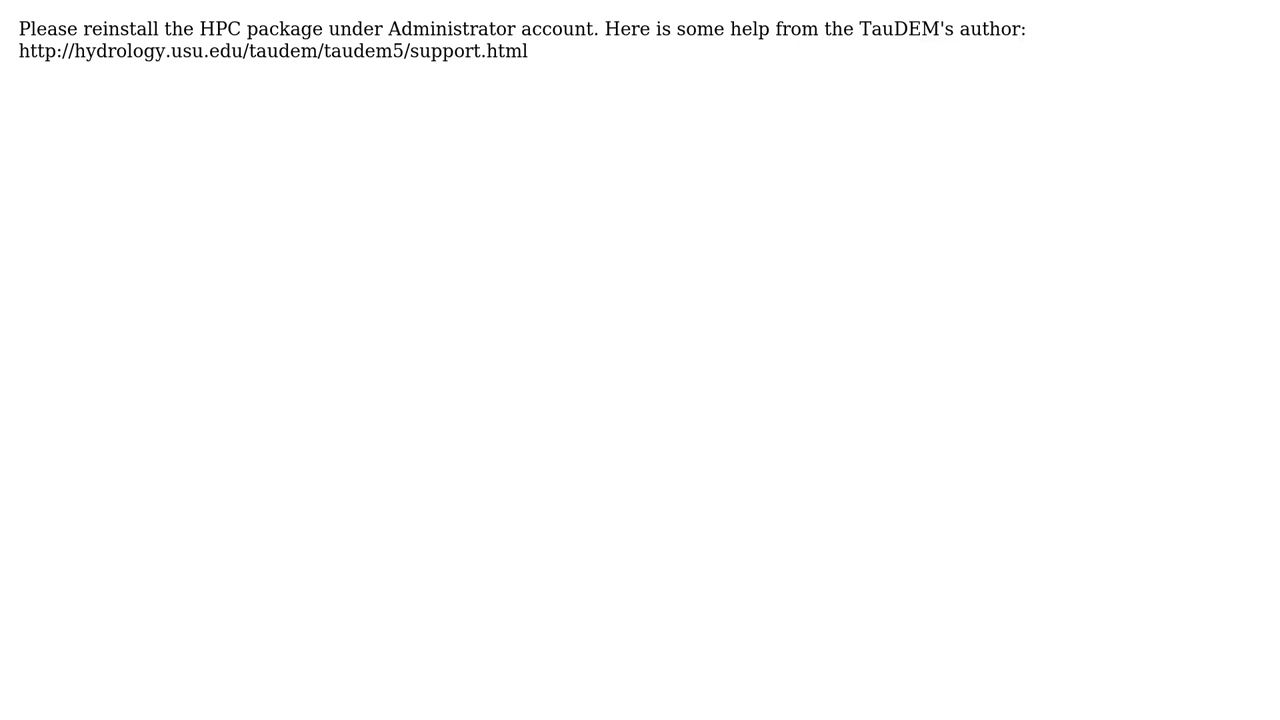 Please reinstall the HPC package under Administrator account. Here is some help from the TauDEM's author:
http://hydrology.usu.edu/taudem/taudem5/support.html